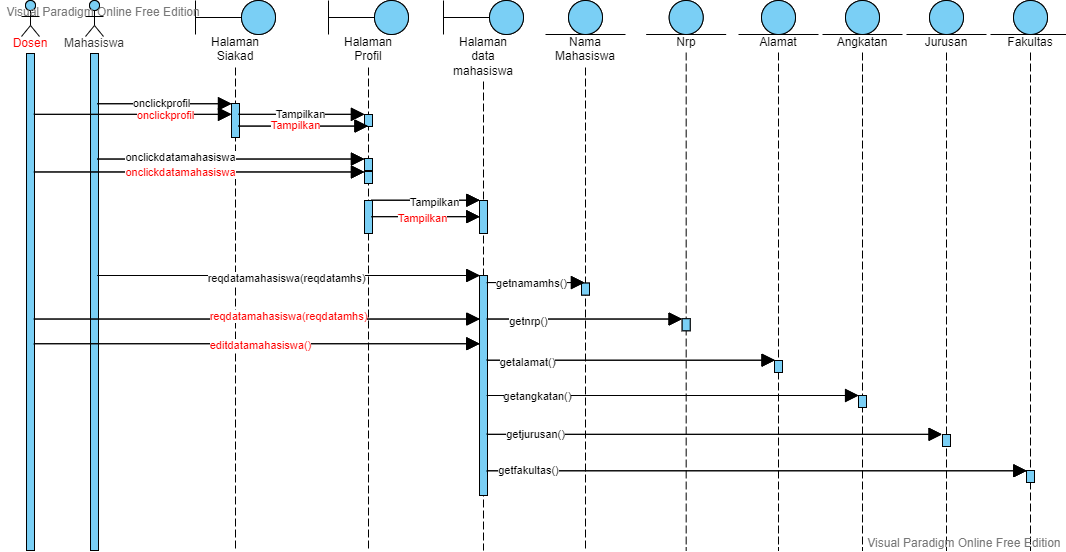 Visual Paradigm Online Free Edition
Dosen
Mahasiswa
Halaman
Siakad
Halaman
Profil
Halaman
data
mahasiswa
Nama
Mahasiswa
Nrp
Alamat
Angkatan
Jurusan
Fakultas
onclickprofil
onclickprofil
Tampilkan
Tampilkan
onclickdatamahasiswa
onclickdatamahasiswa
Tampilkan
Tampilkan
reqdatamahasiswa(reqdatamhs)
getnamamhs()
reqdatamahasiswa(reqdatamhs)
getnrp()
editdatamahasiswa()
getalamat()
getangkatan()
getjurusan()
getfakultas()
Visual Paradigm Online Free Edition